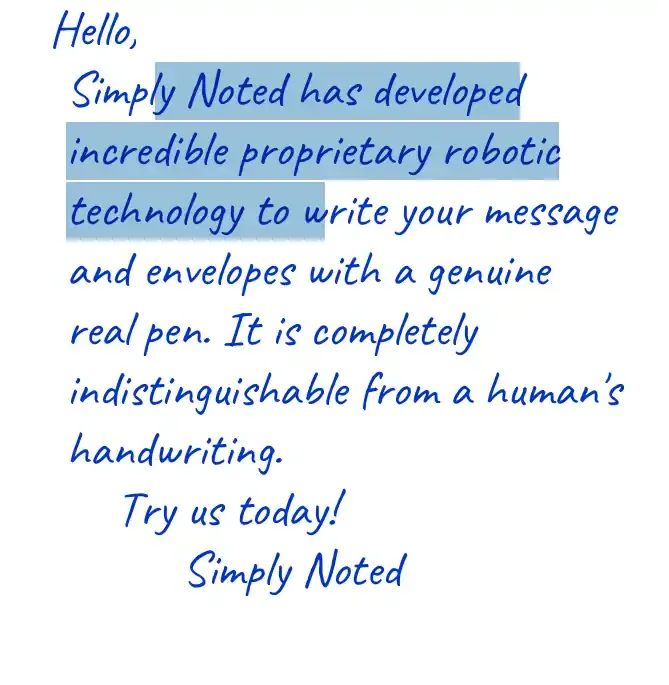 Hello,
Simply Noted has developed
incredible proprietary robotic
technology to write your message
and envelopes with a genuine
real pen. It is completely
indistinguishable from a human's
handwriting.
Try us today!
Simply Noted